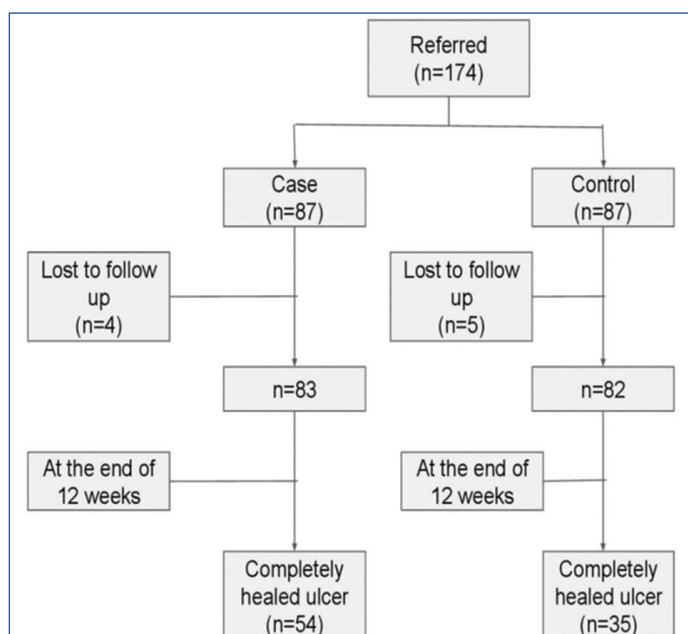 Referred
(n=174)
Case
(n=87)
Control
(n=87)
Lost to follow
up
(n=4)
Lost to follow
up
(n=5)
n=83
n=82
At the end of
12 weeks
At the end of
12 weeks
Completely
healed ulcer
(n=54)
Completely
healed ulcer
(n=35)